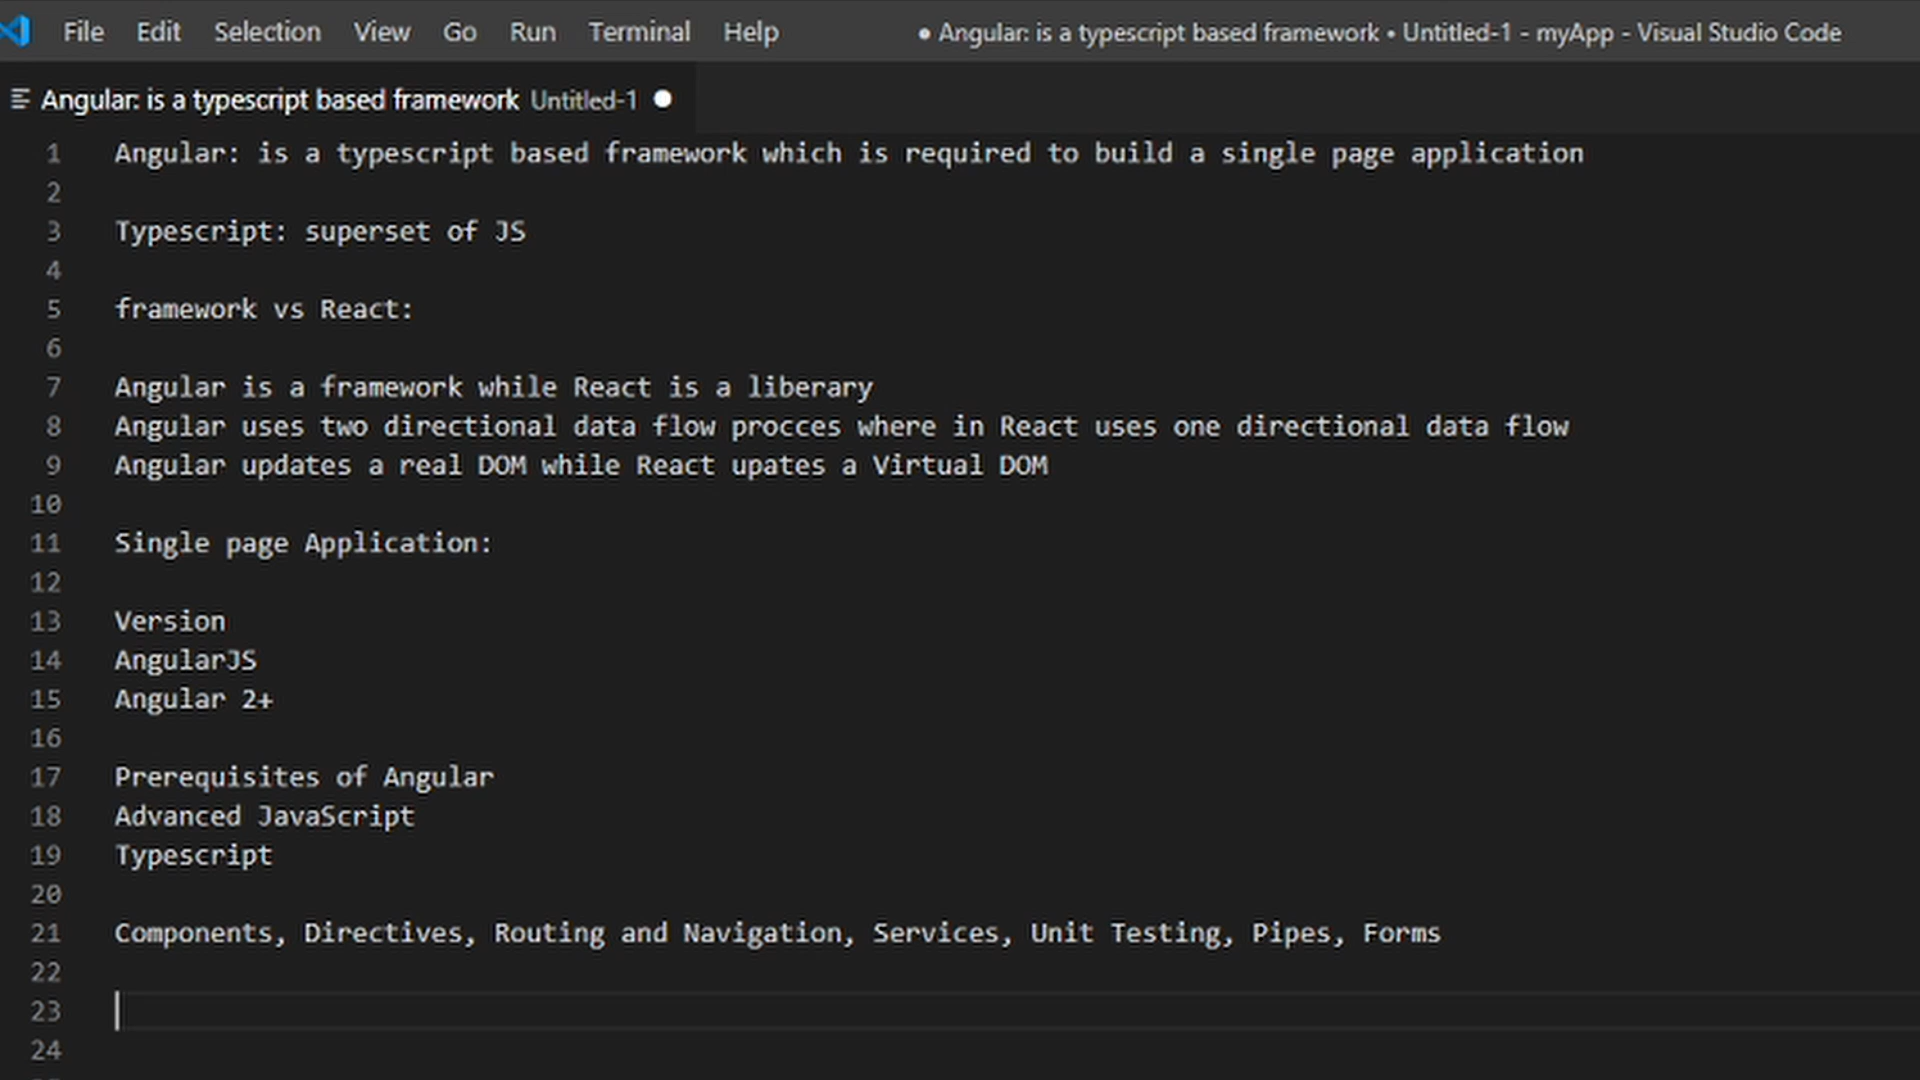 File Edit Selection View Go Run Terminal Help ● Angular: is a typescript based framework • Untitled-1 - myApp - Visual Studio Code
Angular: is a typescript based framework Untitled-1 ●
1 Angular: is a typescript based framework which is required to build a single page application
2
3 Typescript: superset of JS
4
5 framework vs React:
6
7 Angular is a framework while React is a liberary
8 Angular uses two directional data flow procces where in React uses one directional data flow
9 Angular updates a real DOM while React upates a Virtual DOM
10
11 Single page Application:
12
13 Version
14 AngularJS
15 Angular 2+
16
17 Prerequisites of Angular
18 Advanced JavaScript
19 Typescript
20
21 Components, Directives, Routing and Navigation, Services, Unit Testing, Pipes, Forms
22
23
24